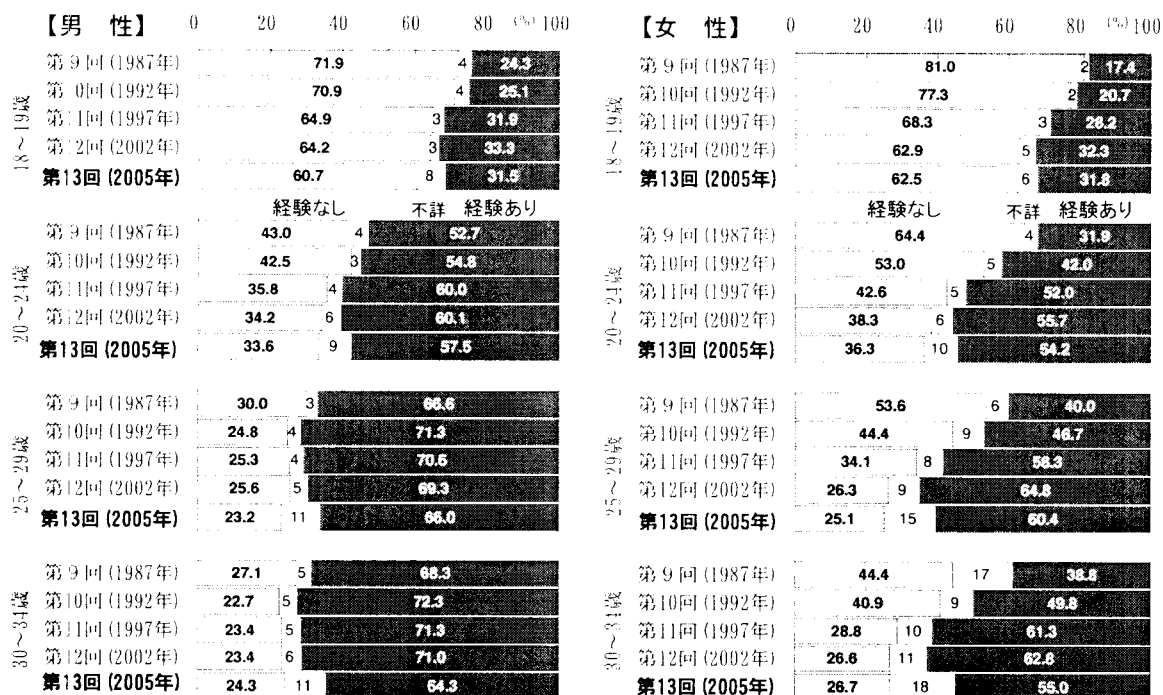 【男 性】 0 20 40 60 80 (%) 100
18～19歳
第 9 回 (1987年) 71.9 4 24.3
第10回 (1992年) 70.9 4 25.1
第11回 (1997年) 64.9 3 31.9
第12回 (2002年) 64.2 3 33.3
第13回 (2005年) 60.7 8 31.5
経験なし 不詳 経験あり
20～24歳
第 9 回 (1987年) 43.0 4 52.7
第10回 (1992年) 42.5 3 54.8
第11回 (1997年) 35.8 4 60.0
第12回 (2002年) 34.2 6 60.1
第13回 (2005年) 33.6 9 57.5
25～29歳
第 9 回 (1987年) 30.0 3 66.6
第10回 (1992年) 24.8 4 71.3
第11回 (1997年) 25.3 4 70.5
第12回 (2002年) 25.6 5 69.3
第13回 (2005年) 23.2 11 66.0
30～34歳
第 9 回 (1987年) 27.1 5 68.3
第10回 (1992年) 22.7 5 72.3
第11回 (1997年) 23.4 5 71.3
第12回 (2002年) 23.4 6 71.0
第13回 (2005年) 24.3 11 64.3
【女 性】 0 20 40 60 80 (%) 100
18～19歳
第 9 回 (1987年) 81.0 2 17.4
第10回 (1992年) 77.3 2 20.7
第11回 (1997年) 68.3 3 28.2
第12回 (2002年) 62.9 5 32.3
第13回 (2005年) 62.5 6 31.8
経験なし 不詳 経験あり
20～24歳
第 9 回 (1987年) 64.4 4 31.9
第10回 (1992年) 53.0 5 42.0
第11回 (1997年) 42.6 5 52.0
第12回 (2002年) 38.3 6 55.7
第13回 (2005年) 36.3 10 54.2
25～29歳
第 9 回 (1987年) 53.6 6 40.0
第10回 (1992年) 44.4 9 46.7
第11回 (1997年) 34.1 8 58.3
第12回 (2002年) 26.3 9 64.8
第13回 (2005年) 25.1 15 60.4
30～34歳
第 9 回 (1987年) 44.4 17 38.8
第10回 (1992年) 40.9 9 49.8
第11回 (1997年) 28.8 10 61.3
第12回 (2002年) 26.6 11 62.8
第13回 (2005年) 26.7 18 55.0